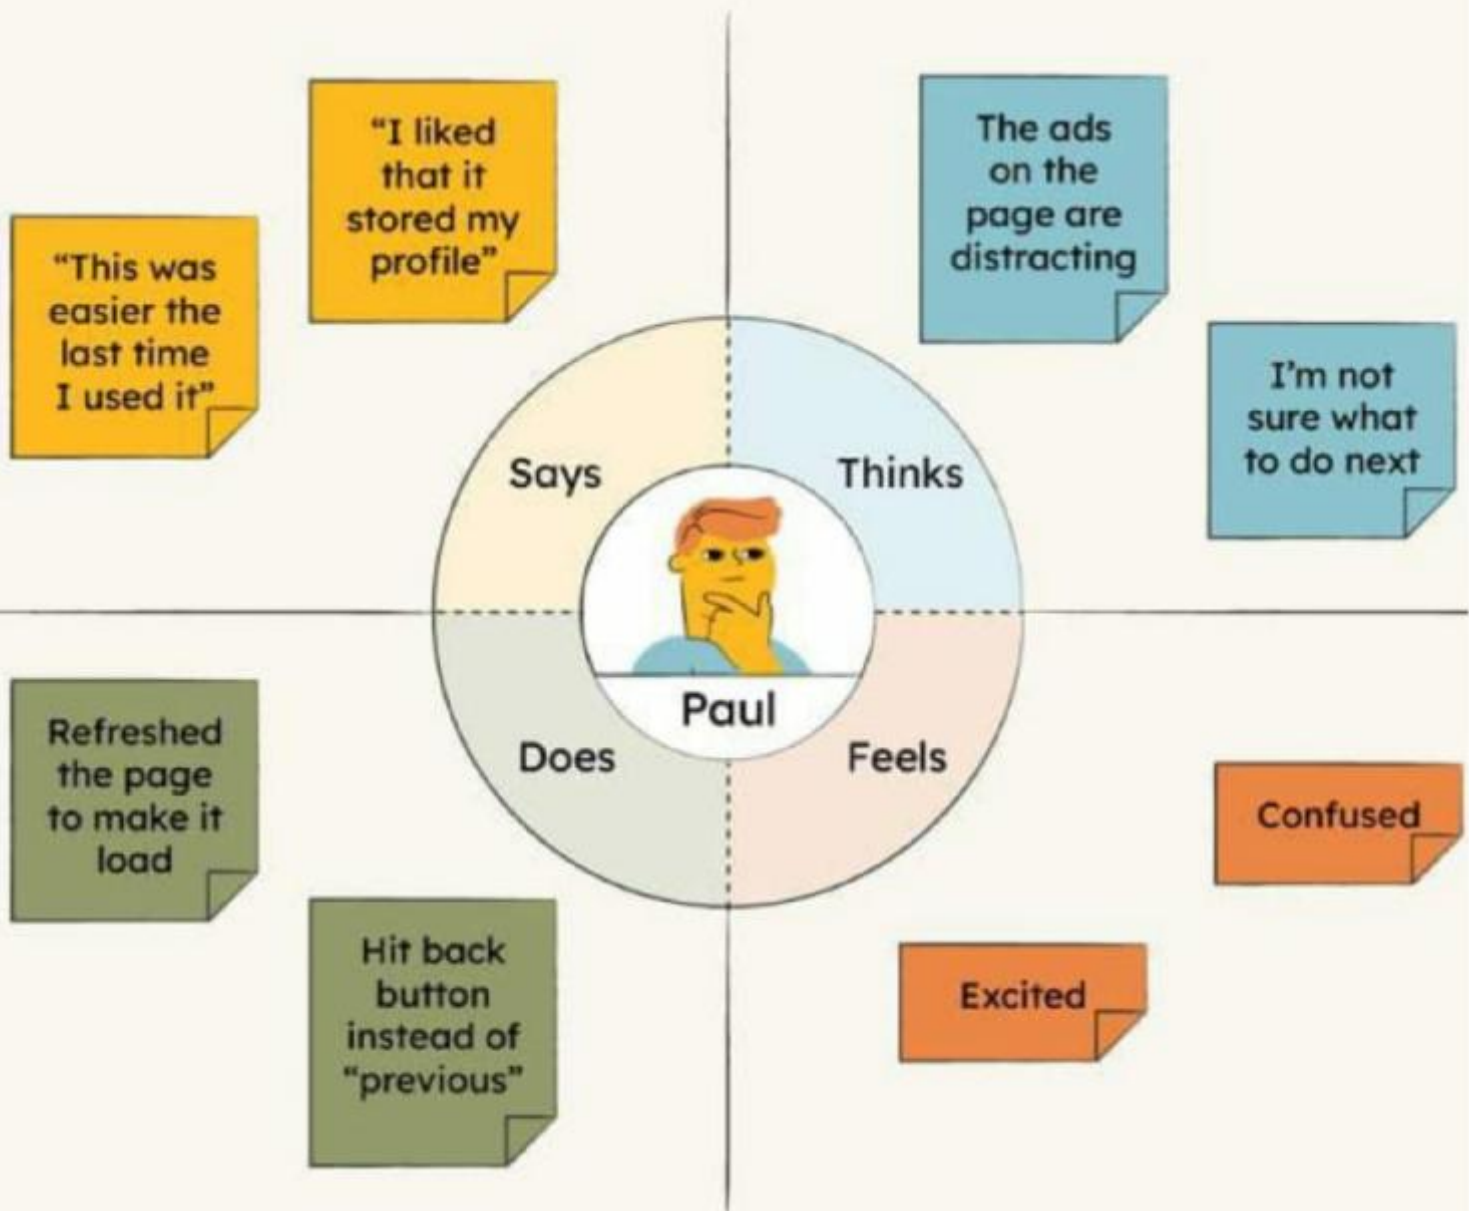 “I liked
that it
stored my
profile”
“This was
easier the
last time
I used it”
Says
The ads
on the
page are
distracting
I’m not
sure what
to do next
Thinks
Paul
Does
Refreshed
the page
to make it
load
Hit back
button
instead of
“previous”
Feels
Confused
Excited